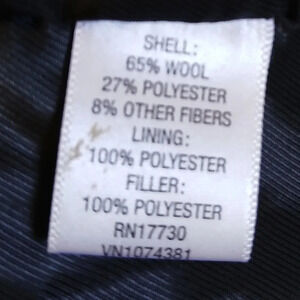 SHELL:
65% WOOL
27% POLYESTER
8% OTHER FIBERS
LINING:
100% POLYESTER
FILLER:
100% POLYESTER
RN17730
VN1074381